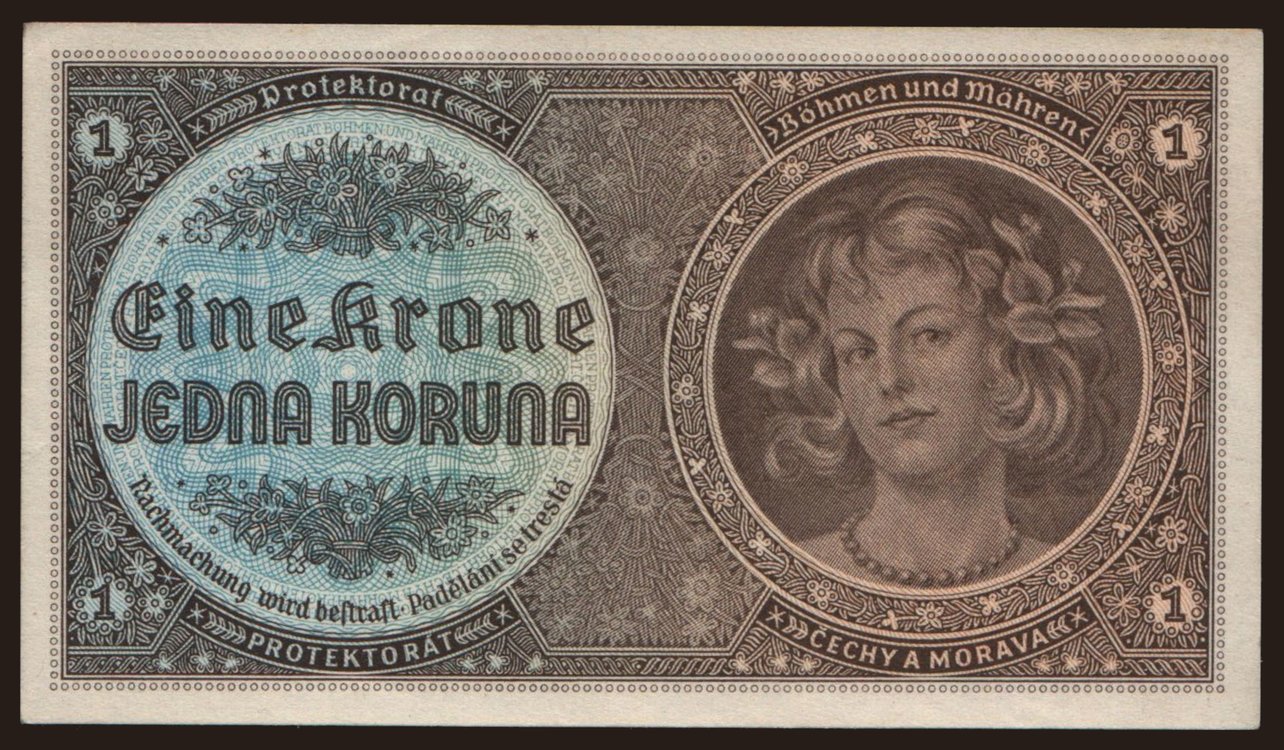 Protektorat
Böhmen und Mähren
1
1
Eine Krone
JEDNA KORUNA
Nachmachung wird bestraft. Padělání se trestá
1
1
PROTEKTORÁT
ČECHY A MORAVA